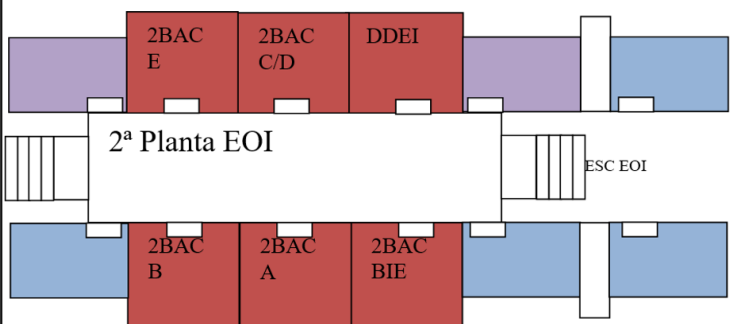 2BAC
E
2BAC
C/D
DDEI
2ª Planta EOI
ESC EOI
2BAC
B
2BAC
A
2BAC
BIE